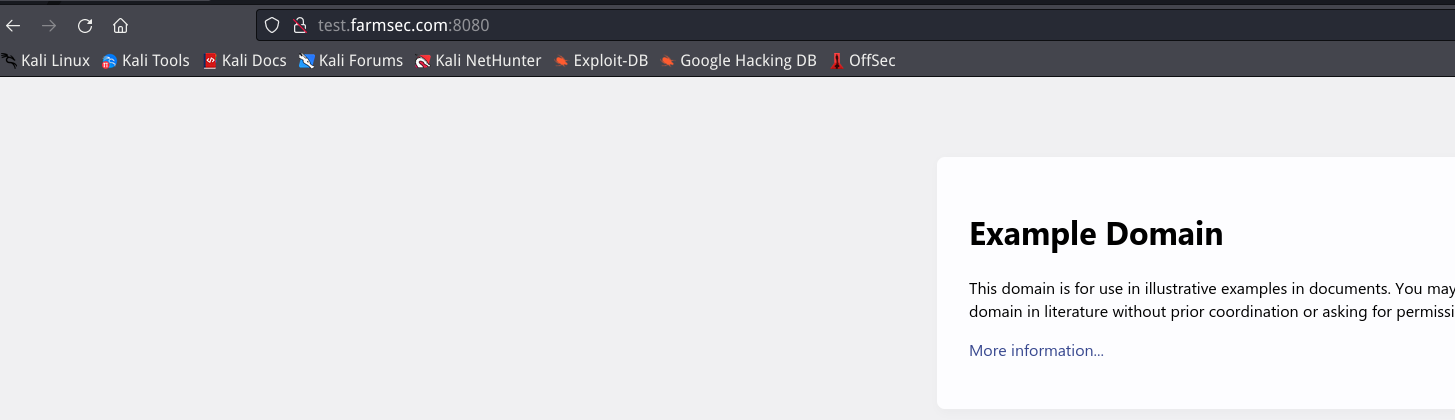 test.farmsec.com:8080
Kali Linux Kali Tools Kali Docs Kali Forums Kali NetHunter Exploit-DB Google Hacking DB OffSec
Example Domain
This domain is for use in illustrative examples in documents. You may
domain in literature without prior coordination or asking for permissi
More information...